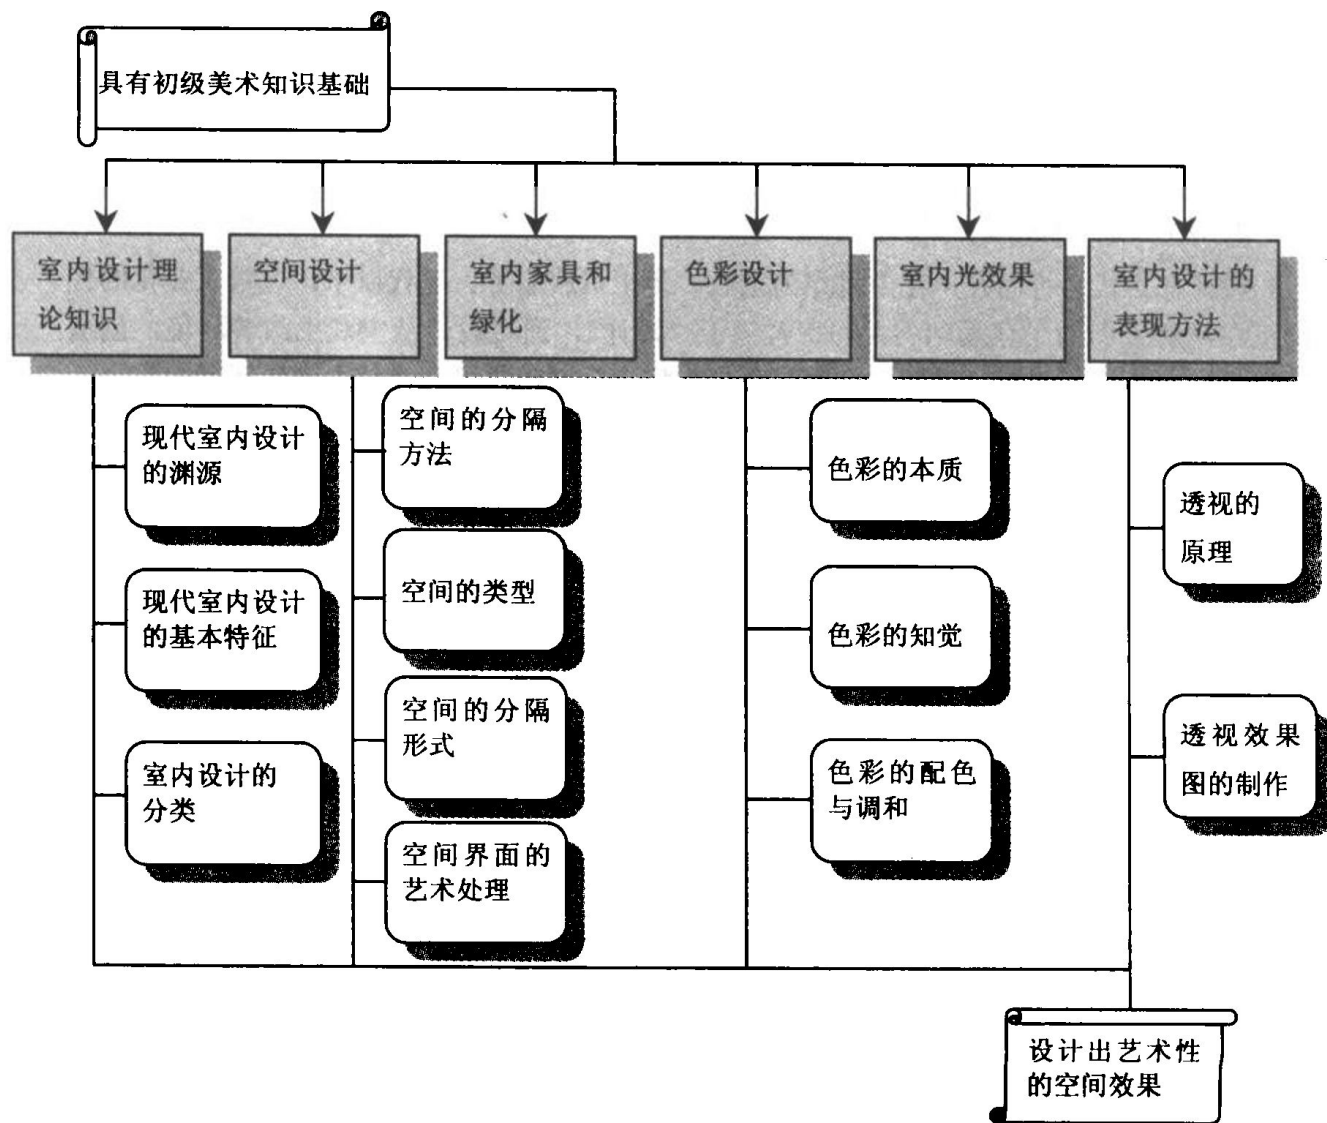 具有初级美术知识基础
室内设计理
论知识
空间设计
室内家具和
绿化
色彩设计
室内光效果
室内设计的
表现方法
现代室内设计
的渊源
现代室内设计
的基本特征
室内设计的
分类
空间的分隔
方法
空间的类型
空间的分隔
形式
空间界面的
艺术处理
色彩的本质
色彩的知觉
色彩的配色
与调和
透视的
原理
透视效果
图的制作
设计出艺术性
的空间效果